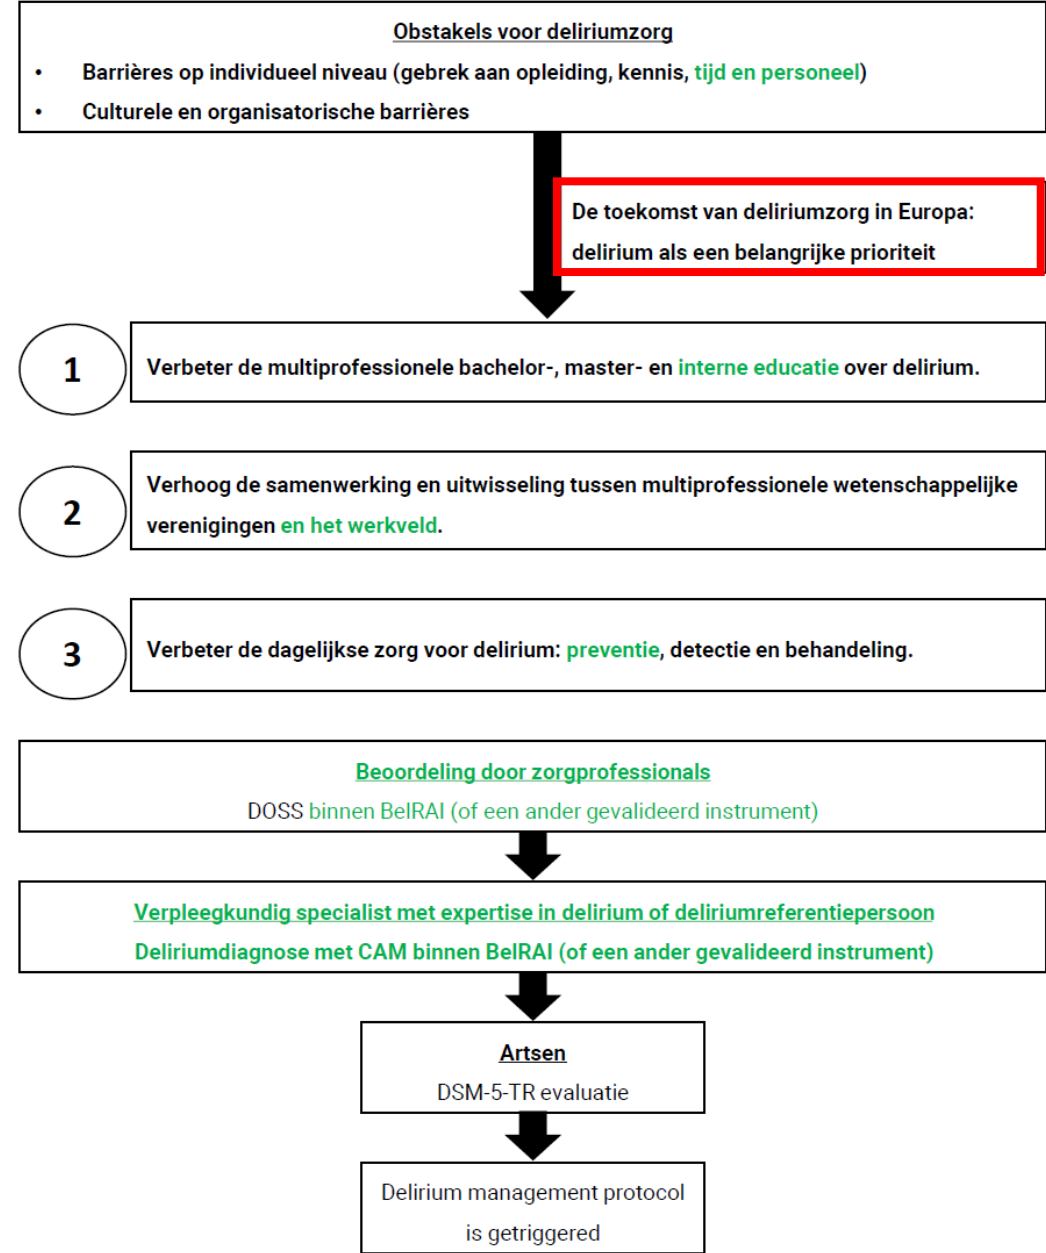 Obstakels voor deliriumzorg
• Barrières op individueel niveau (gebrek aan opleiding, kennis, tijd en personeel)
• Culturele en organisatorische barrières
De toekomst van deliriumzorg in Europa:
delirium als een belangrijke prioriteit
1
Verbeter de multiprofessionele bachelor-, master- en interne educatie over delirium.
2
Verhoog de samenwerking en uitwisseling tussen multiprofessionele wetenschappelijke
verenigingen en het werkveld.
3
Verbeter de dagelijkse zorg voor delirium: preventie, detectie en behandeling.
Beoordeling door zorgprofessionals
DOSS binnen BelRAI (of een ander gevalideerd instrument)
Verpleegkundig specialist met expertise in delirium of deliriumreferentiepersoon
Deliriumdiagnose met CAM binnen BelRAI (of een ander gevalideerd instrument)
Artsen
DSM-5-TR evaluatie
Delirium management protocol
is getriggered